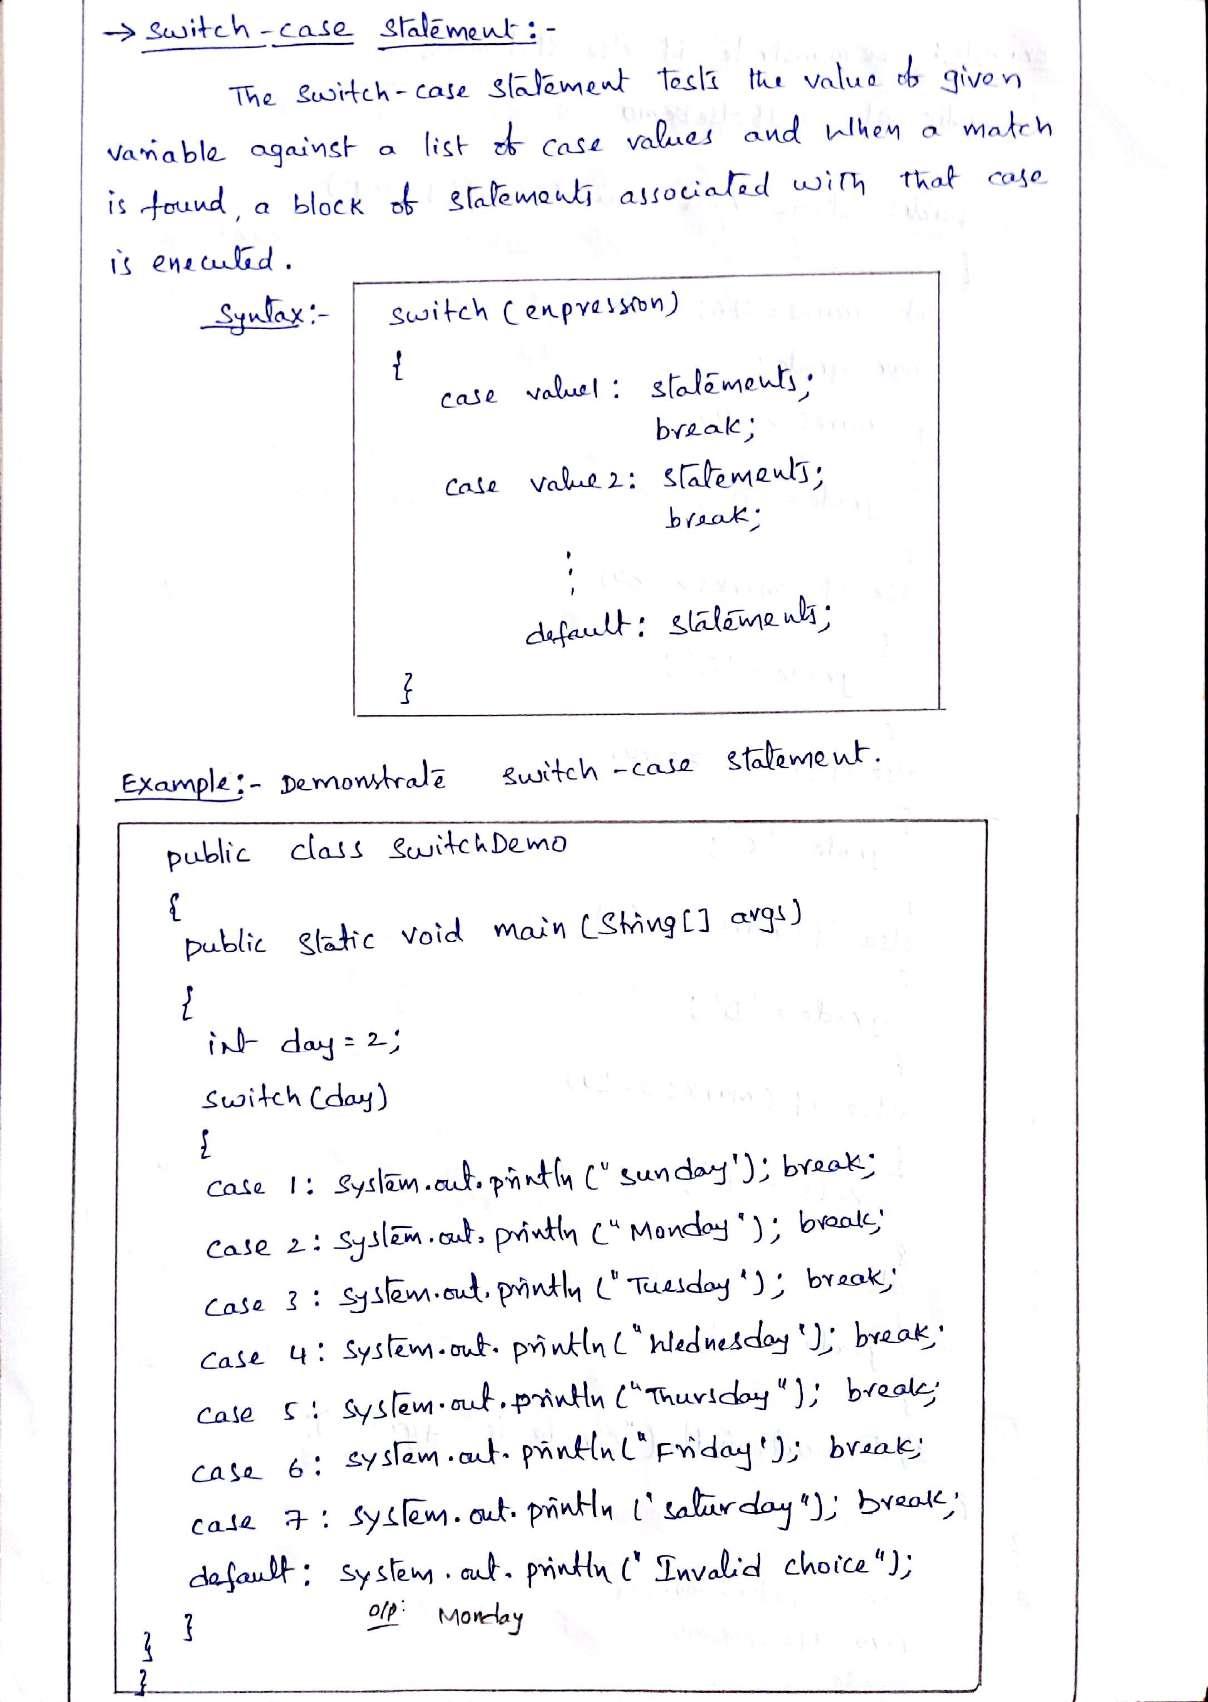 → Switch-case statement:-
The switch-case statement tests the value of given
variable against a list of case values and when a match
is found, a block of statements associated with that case
is executed.
Syntax:- switch (expression)
{
case value1: statements;
break;
case value2: statements;
break;
⋮
default: statements;
}
Example:- Demonstrate switch-case statement.
public class SwitchDemo
{
public static void main (String[] args)
{
int day = 2;
switch (day)
{
case 1: System.out.println ("Sunday"); break;
case 2: System.out.println ("Monday"); break;
case 3: System.out.println ("Tuesday"); break;
case 4: System.out.println ("Wednesday"); break;
case 5: System.out.println ("Thursday"); break;
case 6: System.out.println ("Friday"); break;
case 7: System.out.println ("saturday"); break;
default: System.out.println ("Invalid choice");
} o/p: Monday
}
}